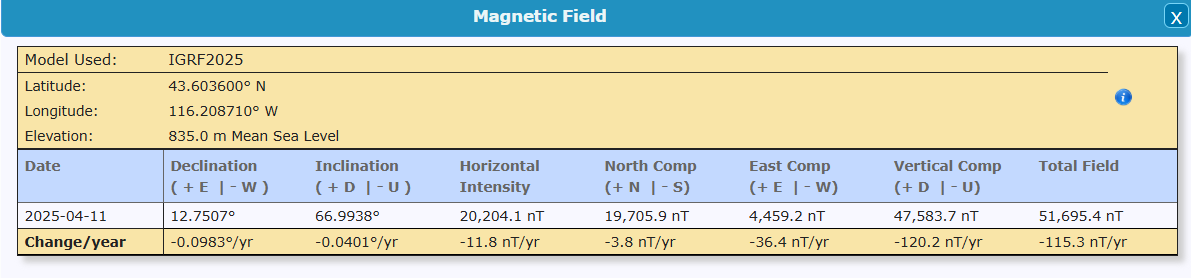 Magnetic Field
X
Model Used: IGRF2025
Latitude: 43.603600° N
i
Longitude: 116.208710° W
Elevation: 835.0 m Mean Sea Level
Date Declination Inclination Horizontal North Comp East Comp Vertical Comp Total Field
( + E | - W ) ( + D | - U ) Intensity (+ N | - S) (+ E | - W) (+ D | - U)
2025-04-11 12.7507° 66.9938° 20,204.1 nT 19,705.9 nT 4,459.2 nT 47,583.7 nT 51,695.4 nT
Change/year -0.0983°/yr -0.0401°/yr -11.8 nT/yr -3.8 nT/yr -36.4 nT/yr -120.2 nT/yr -115.3 nT/yr